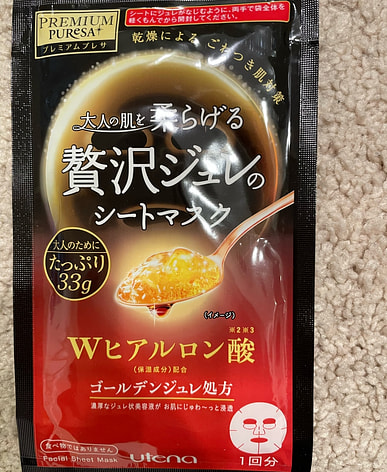 PREMIUM
PUReSA
プレミアムプレサ
シートにジュレがなじむように、両手で袋全体を
軽くもんでから開封してください。
乾燥による ごわつき肌対策
大人の肌を柔らげる
贅沢ジュレの
シートマスク
大人のために
たっぷり
33g
(イメージ)
※2※3
Wヒアルロン酸
(保湿成分)配合
ゴールデンジュレ処方
濃厚なジュレ状美容液が お肌にじゅわ〜っと浸透
食べ物ではありません
Facial Sheet Mask
utena
1回分